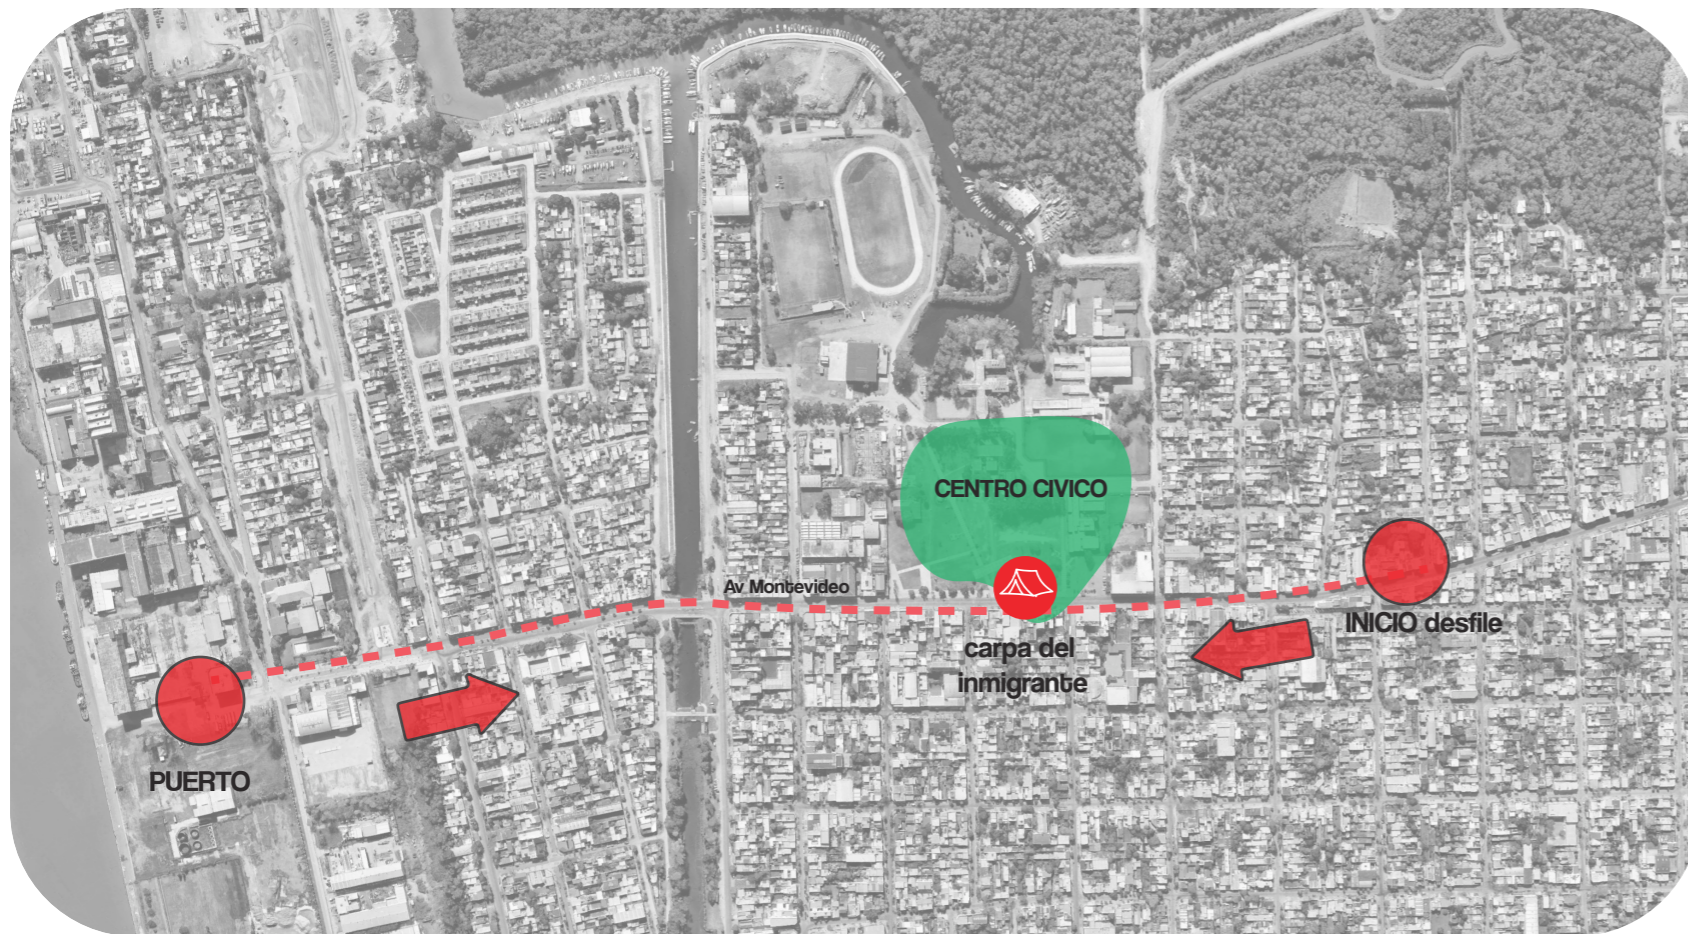 CENTRO CIVICO
Av Montevideo
INICIO desfile
carpa del
inmigrante
PUERTO